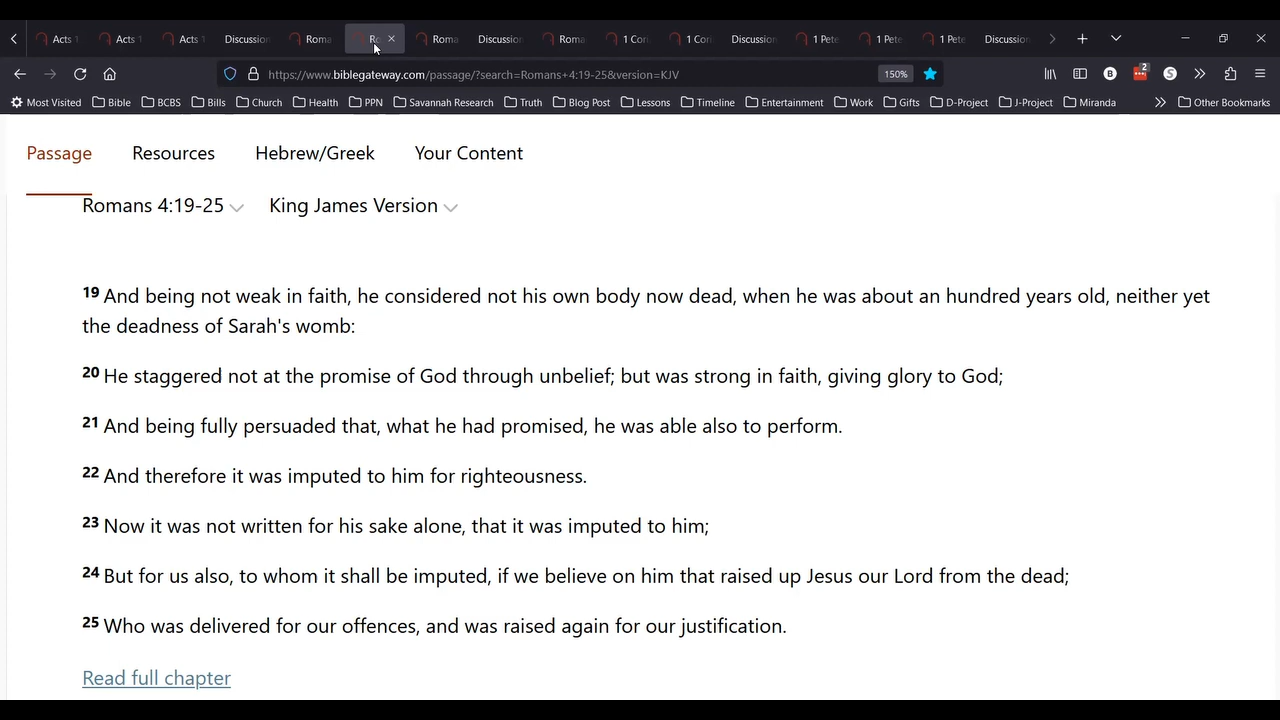 Acts 1
Acts 1
Acts 1
Discussion
Roma
Ro
Roma
Discussion
Roma
1 Cori
1 Cori
Discussion
1 Pete
1 Pete
1 Pete
Discussion
https://www.biblegateway.com/passage/?search=Romans+4:19-25&version=KJV
150%
B
2
S
Most Visited
Bible
BCBS
Bills
Church
Health
PPN
Savannah Research
Truth
Blog Post
Lessons
Timeline
Entertainment
Work
Gifts
D-Project
J-Project
Miranda
Other Bookmarks
Passage
Resources
Hebrew/Greek
Your Content
Romans 4:19-25
King James Version
19 And being not weak in faith, he considered not his own body now dead, when he was about an hundred years old, neither yet
the deadness of Sarah's womb:
20 He staggered not at the promise of God through unbelief; but was strong in faith, giving glory to God;
21 And being fully persuaded that, what he had promised, he was able also to perform.
22 And therefore it was imputed to him for righteousness.
23 Now it was not written for his sake alone, that it was imputed to him;
24 But for us also, to whom it shall be imputed, if we believe on him that raised up Jesus our Lord from the dead;
25 Who was delivered for our offences, and was raised again for our justification.
Read full chapter